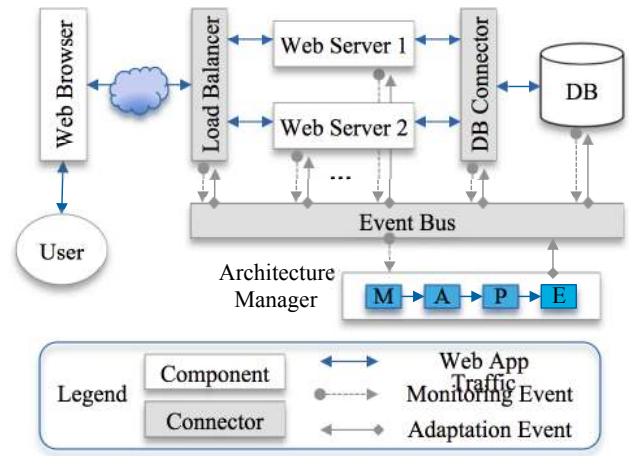 Web Browser
Load Balancer
Web Server 1
Web Server 2
...
DB Connector
DB
User
Event Bus
Architecture
Manager
M
A
P
E
Legend
Component
Connector
Web App
Traffic
Monitoring Event
Adaptation Event